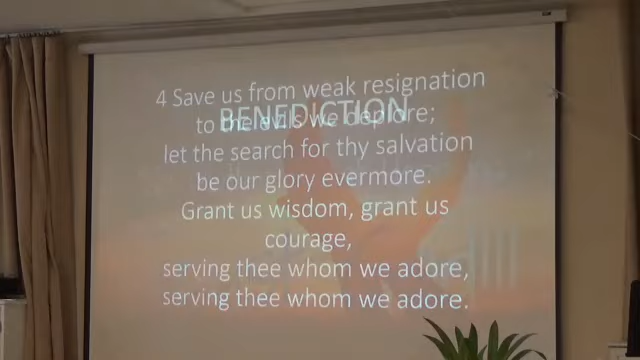 4 Save us from weak resignation
BENEDICTION
to the evils we deplore;
let the search for thy salvation
be our glory evermore.
Grant us wisdom, grant us
courage,
serving thee whom we adore,
serving thee whom we adore.